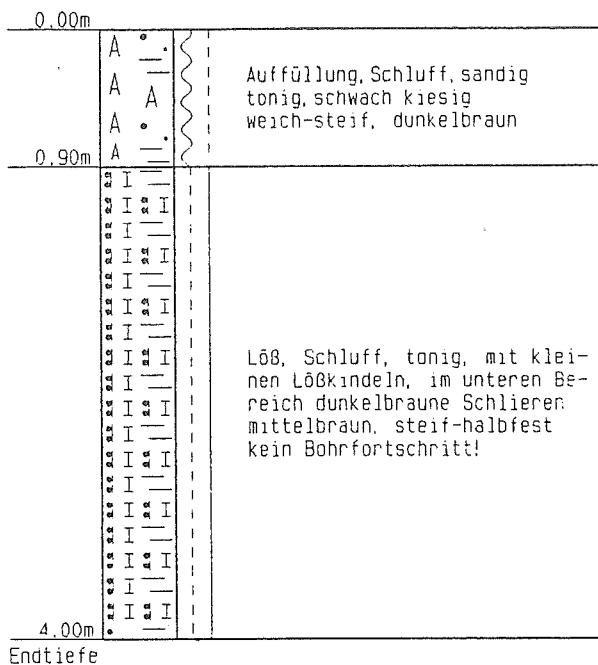 0.00m
Auffüllung, Schluff, sandig
tonig, schwach kiesig
weich-steif, dunkelbraun
0.90m
Löß, Schluff, tonig, mit klei-
nen Lößkindeln, im unteren Be-
reich dunkelbraune Schlieren
mittelbraun, steif-halbfest
kein Bohrfortschritt!
4.00m
Endtiefe